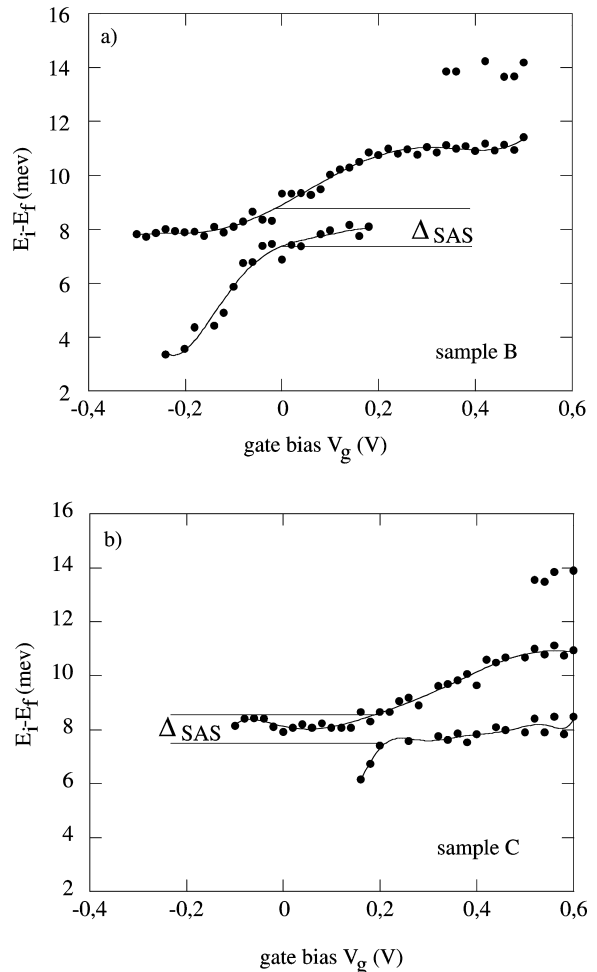 16
a)
14
12
10
8
6
4
2
E_i-E_f (mev)
Δ_SAS
sample B
-0,4
-0,2
0
0,2
0,4
0,6
gate bias V_g (V)
16
b)
14
12
10
8
6
4
2
E_i-E_f (mev)
Δ_SAS
sample C
-0,4
-0,2
0
0,2
0,4
0,6
gate bias V_g (V)